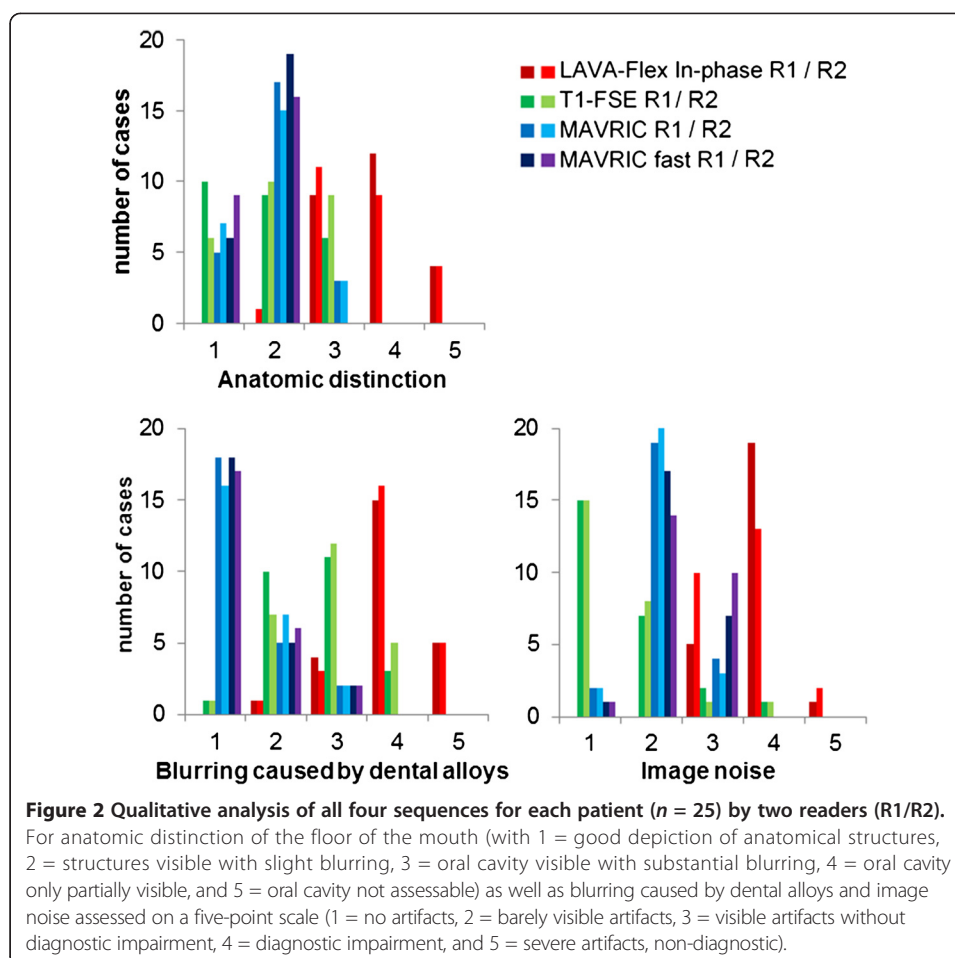 20
15
10
5
0
number of cases
1 2 3 4 5
Anatomic distinction
LAVA-Flex In-phase R1 / R2
T1-FSE R1/ R2
MAVRIC R1 / R2
MAVRIC fast R1 / R2
20
15
10
5
0
number of cases
1 2 3 4 5
Blurring caused by dental alloys
20
15
10
5
0
1 2 3 4 5
Image noise
Figure 2 Qualitative analysis of all four sequences for each patient (n = 25) by two readers (R1/R2).
For anatomic distinction of the floor of the mouth (with 1 = good depiction of anatomical structures,
2 = structures visible with slight blurring, 3 = oral cavity visible with substantial blurring, 4 = oral cavity
only partially visible, and 5 = oral cavity not assessable) as well as blurring caused by dental alloys and image
noise assessed on a five-point scale (1 = no artifacts, 2 = barely visible artifacts, 3 = visible artifacts without
diagnostic impairment, 4 = diagnostic impairment, and 5 = severe artifacts, non-diagnostic).